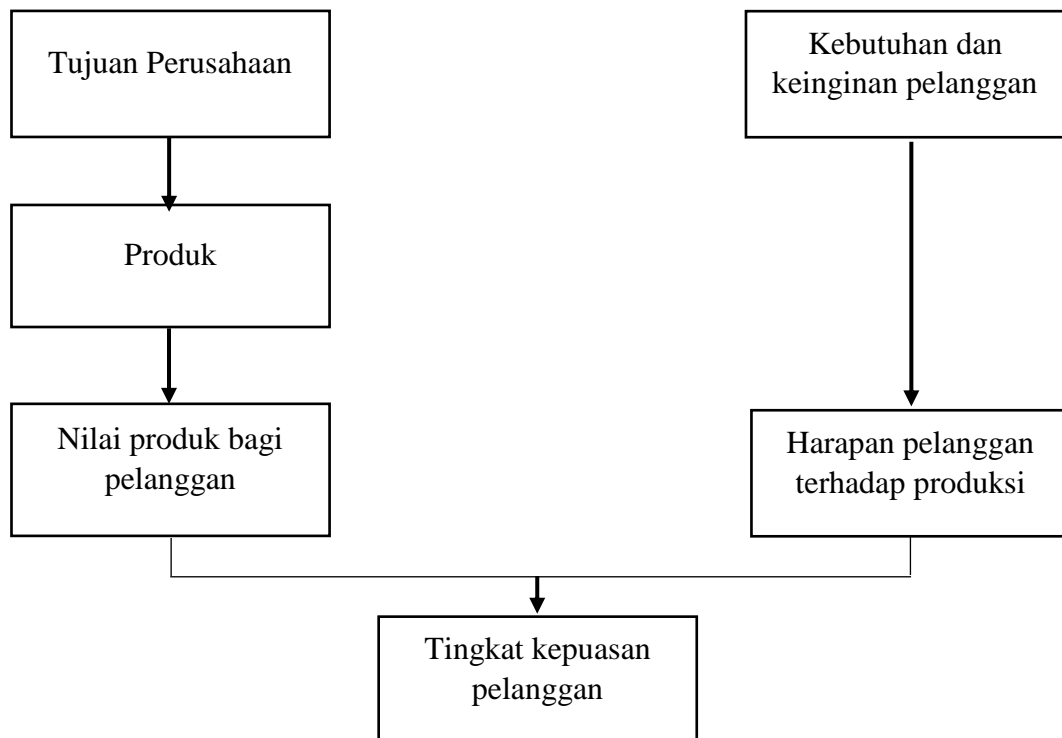 Tujuan Perusahaan
Kebutuhan dan
keinginan pelanggan
Produk
Nilai produk bagi
pelanggan
Harapan pelanggan
terhadap produksi
Tingkat kepuasan
pelanggan